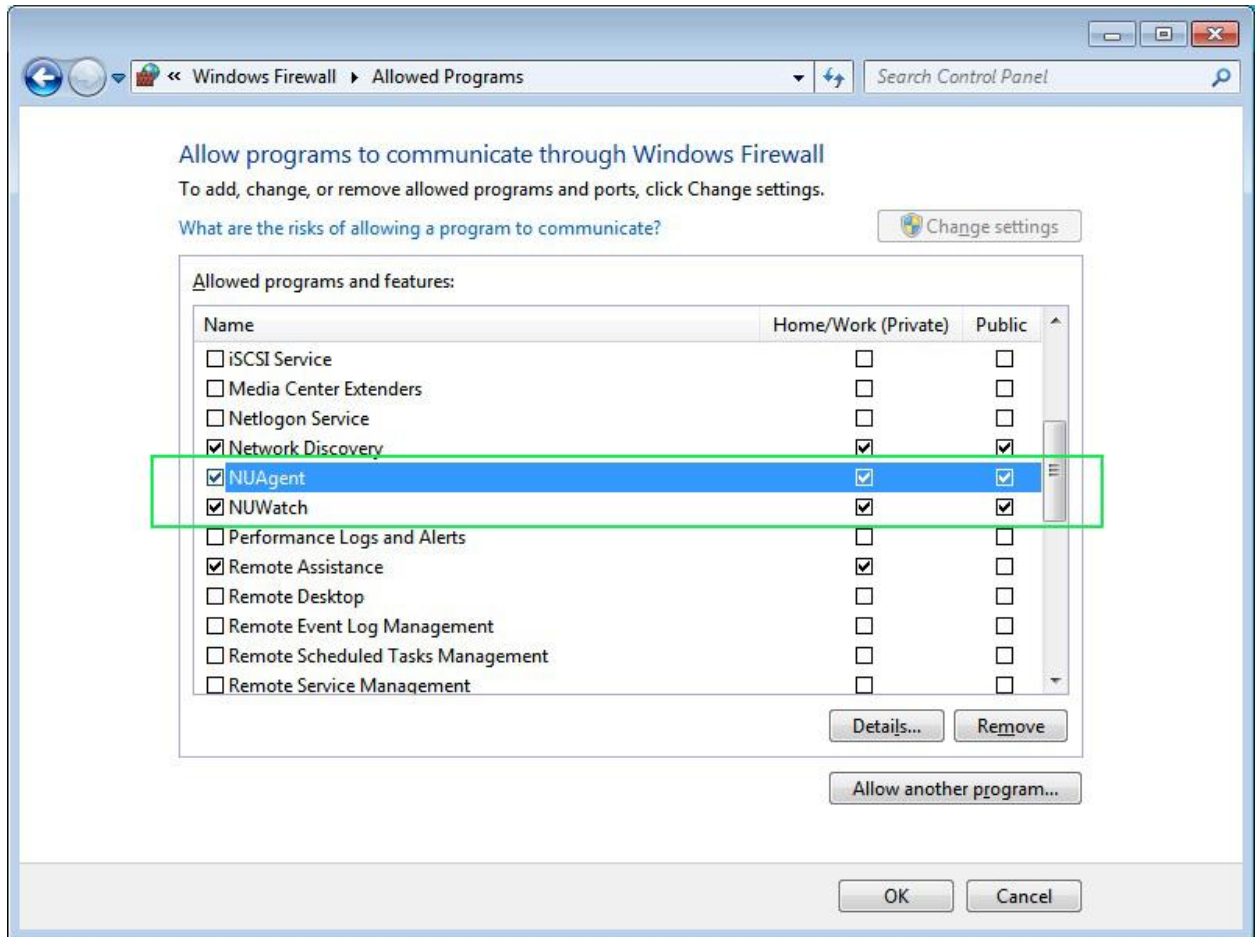 « Windows Firewall ▸ Allowed Programs
Search Control Panel
Allow programs to communicate through Windows Firewall
To add, change, or remove allowed programs and ports, click Change settings.
What are the risks of allowing a program to communicate?
Change settings
Allowed programs and features:
Name Home/Work (Private) Public
iSCSI Service
Media Center Extenders
Netlogon Service
Network Discovery
NUAgent
NUWatch
Performance Logs and Alerts
Remote Assistance
Remote Desktop
Remote Event Log Management
Remote Scheduled Tasks Management
Remote Service Management
Details... Remove
Allow another program...
OK Cancel